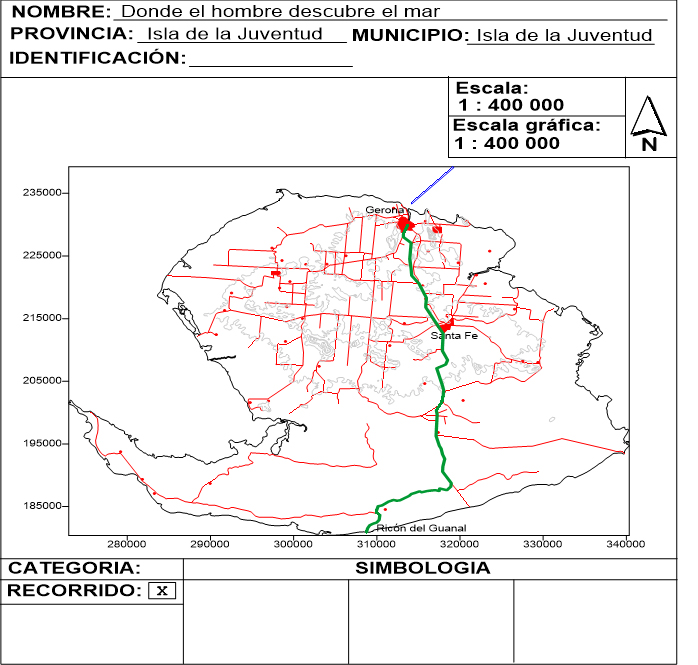 NOMBRE: Donde el hombre descubre el mar
PROVINCIA: Isla de la Juventud MUNICIPIO: Isla de la Juventud
IDENTIFICACIÓN:
Escala:
1 : 400 000
Escala gráfica:
1 : 400 000
N
235000
Gerona
225000
215000
Santa Fe
205000
195000
185000
Ricón del Guanal
280000 290000 300000 310000 320000 330000 340000
CATEGORIA: SIMBOLOGIA
RECORRIDO: X